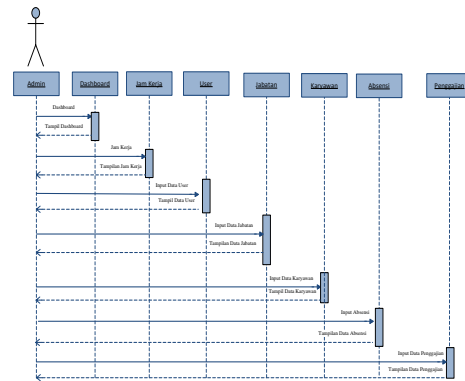 Admin
Dashboard
Jam Kerja
User
Jabatan
Karyawan
Absensi
Penggajian
Dashboard
Tampil Dashboard
Jam Kerja
Tampilan Jam Kerja
Input Data User
Tampil Data User
Input Data Jabatan
Tampilan Data Jabatan
Input Data Karyawan
Tampil Data Karyawan
Input Absensi
Tampilan Data Absensi
Input Data Penggajian
Tampilan Data Penggajian